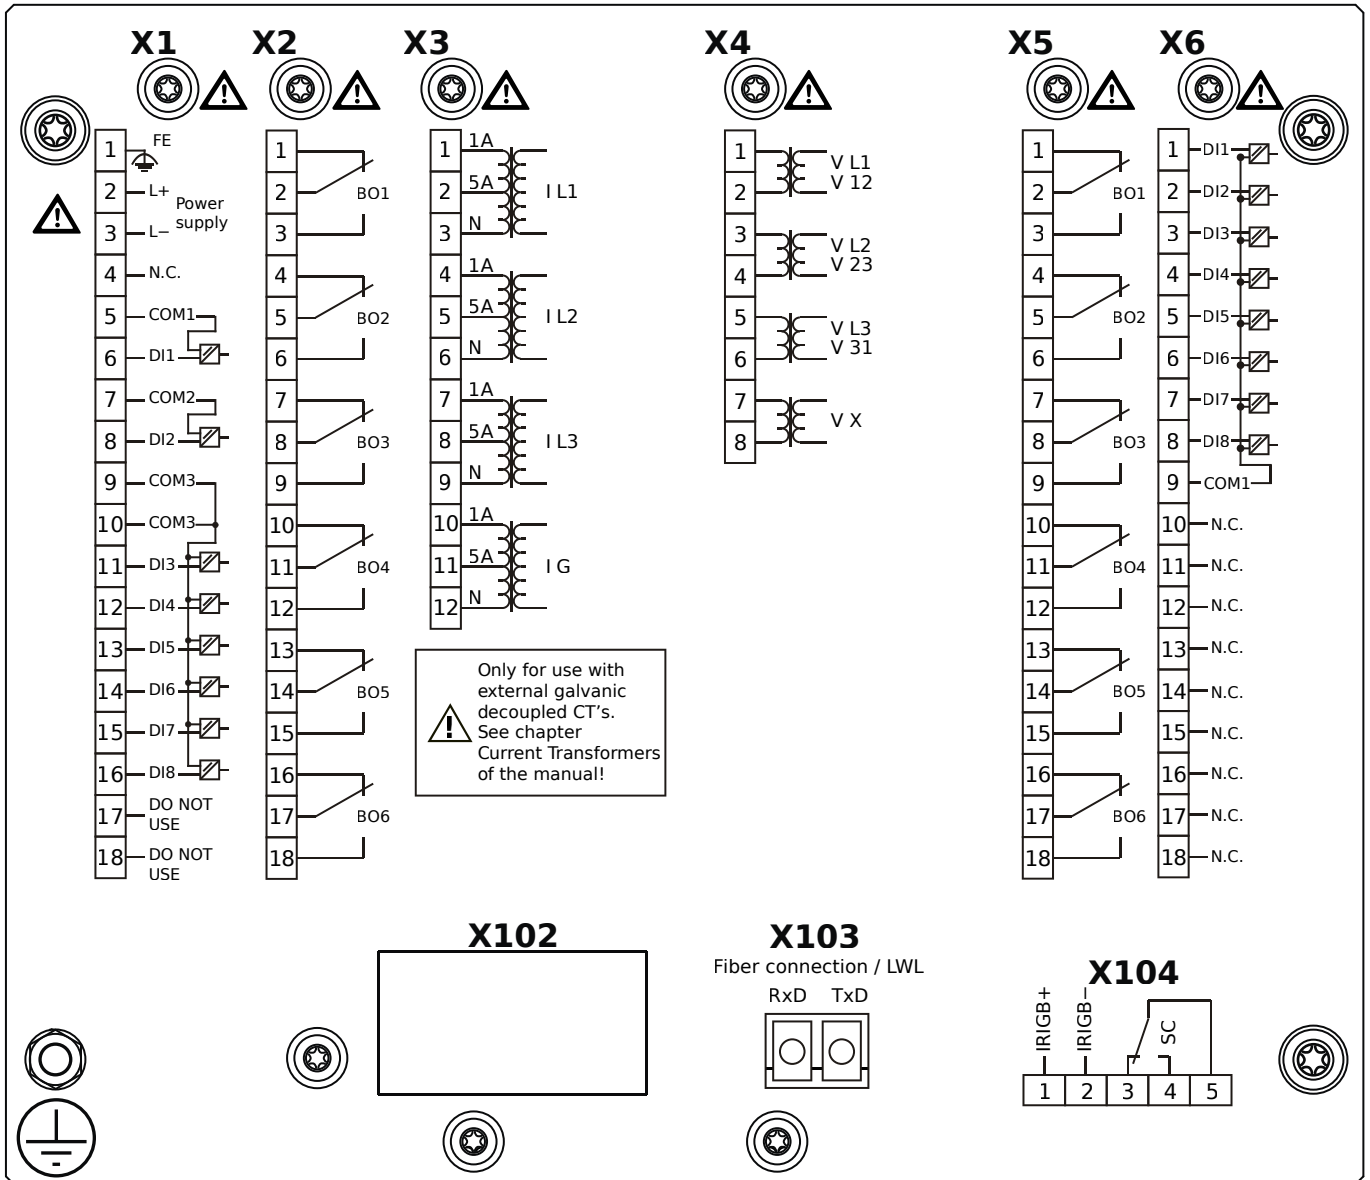 X1 X2 X3 X4 X5 X6
1 FE
2 L+
Power
supply
3 L−
4 N.C.
5 COM1
6 DI1
7 COM2
8 DI2
9 COM3
10 COM3
11 DI3
12 DI4
13 DI5
14 DI6
15 DI7
16 DI8
17 DO NOT
USE
18 DO NOT
USE
1
2 BO1
3
4
5 BO2
6
7
8 BO3
9
10
11 BO4
12
13
14 BO5
15
16
17 BO6
18
1 1A
2 5A I L1
3 N
4 1A
5 5A I L2
6 N
7 1A
8 5A I L3
9 N
10 1A
11 5A I G
12 N
Only for use with
external galvanic
decoupled CT's.
See chapter
Current Transformers
of the manual!
1 V L1
2 V 12
3 V L2
4 V 23
5 V L3
6 V 31
7 V X
8
1
2 BO1
3
4
5 BO2
6
7
8 BO3
9
10
11 BO4
12
13
14 BO5
15
16
17 BO6
18
1 DI1
2 DI2
3 DI3
4 DI4
5 DI5
6 DI6
7 DI7
8 DI8
9 COM1
10 N.C.
11 N.C.
12 N.C.
13 N.C.
14 N.C.
15 N.C.
16 N.C.
17 N.C.
18 N.C.
X102
X103
Fiber connection / LWL
RxD TxD
X104
IRIGB+ IRIGB− SC
1 2 3 4 5